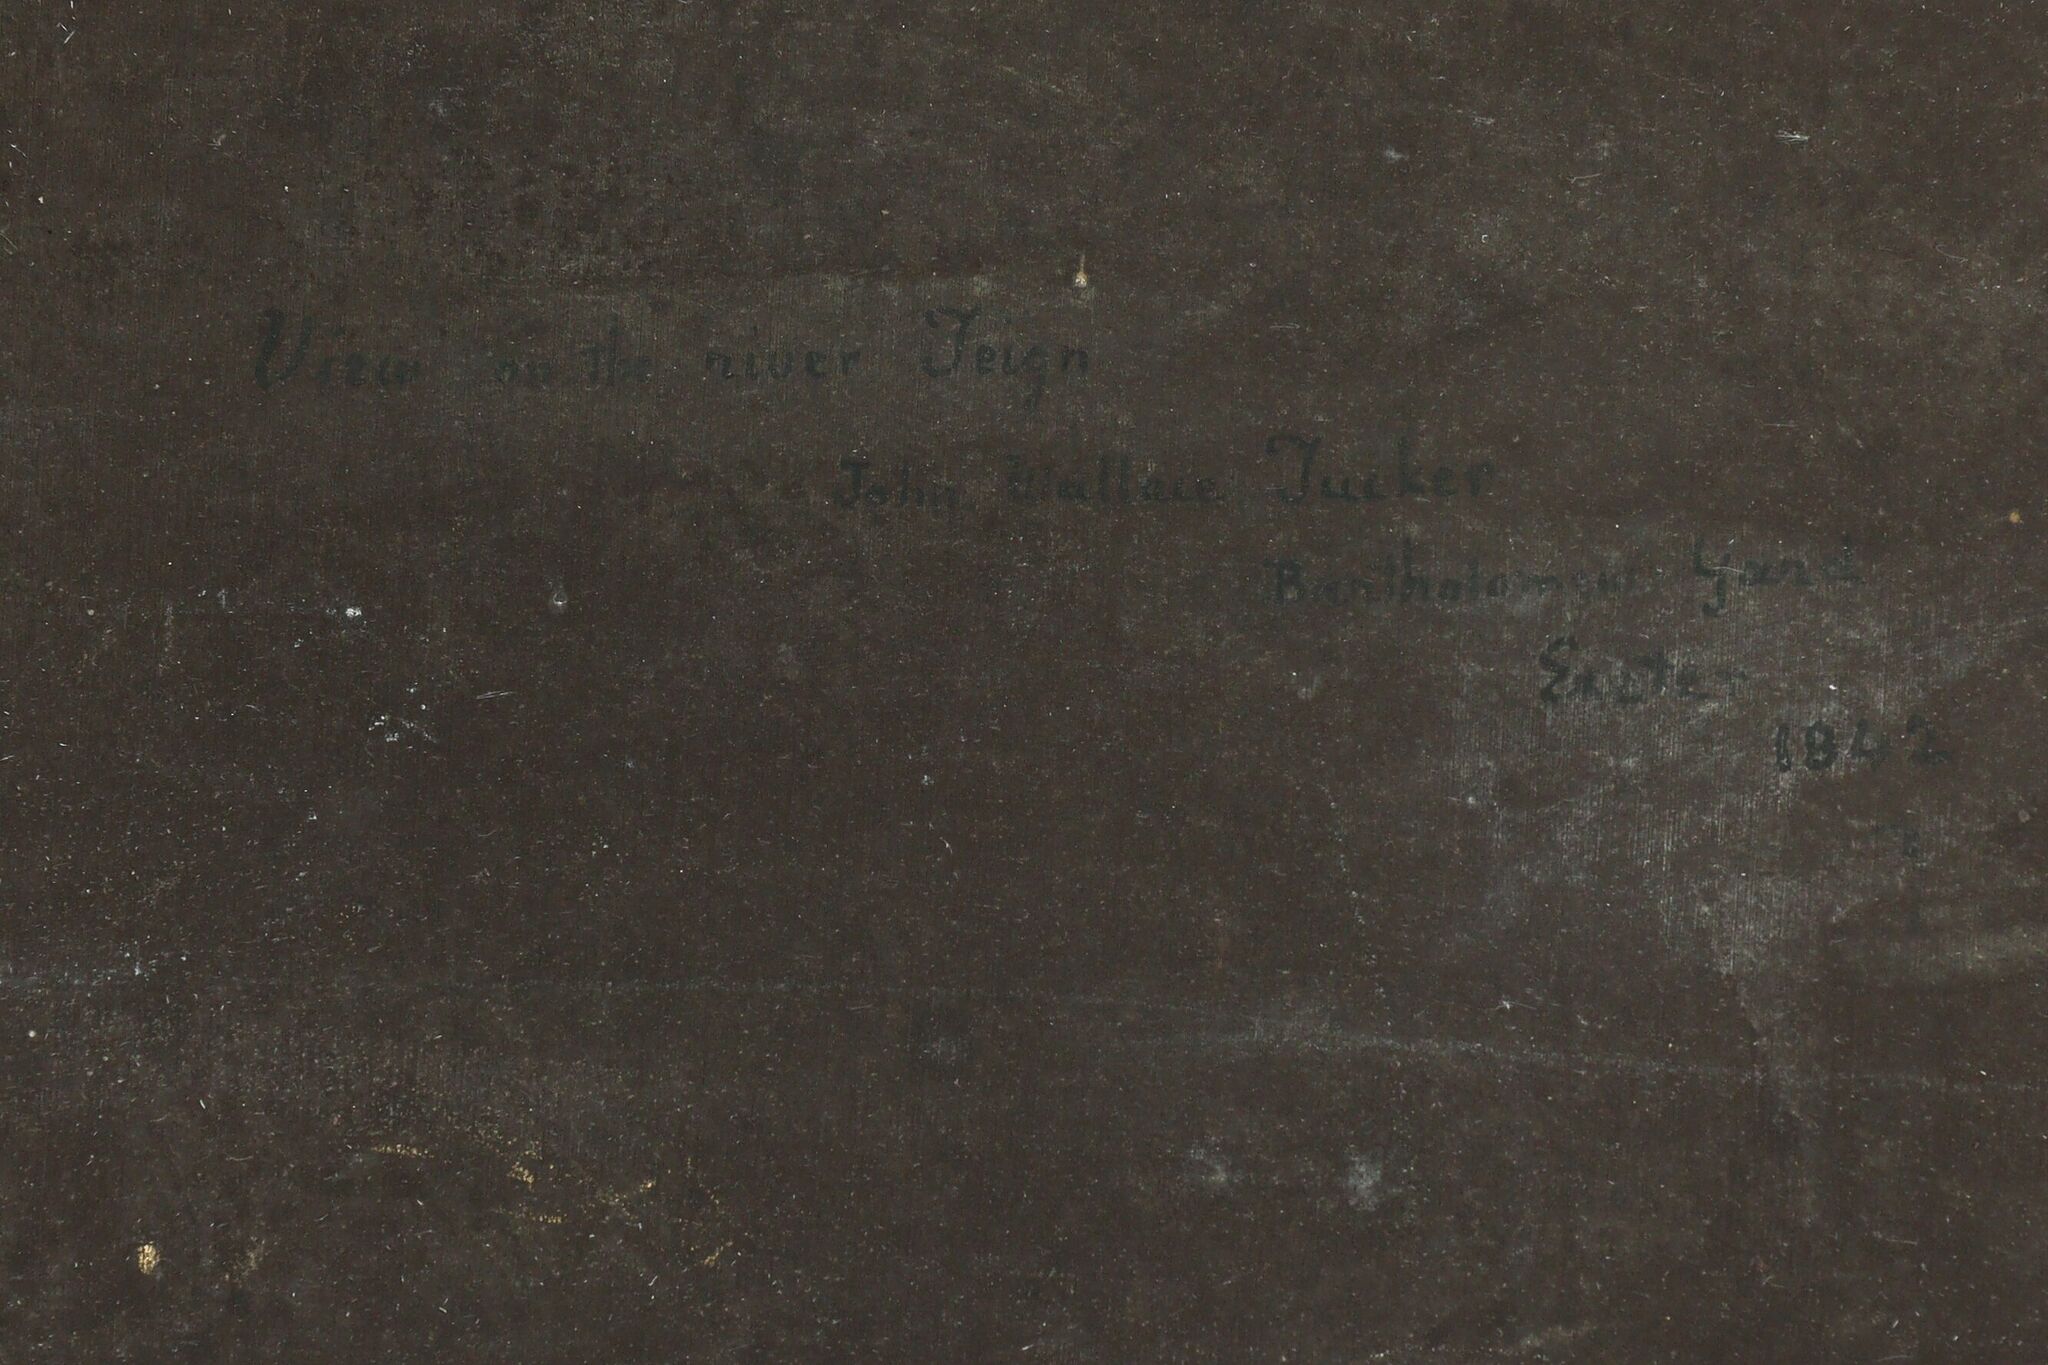 View on the river Teign
John Wallace Tucker
Bartholomew Yard
Exeter
1842